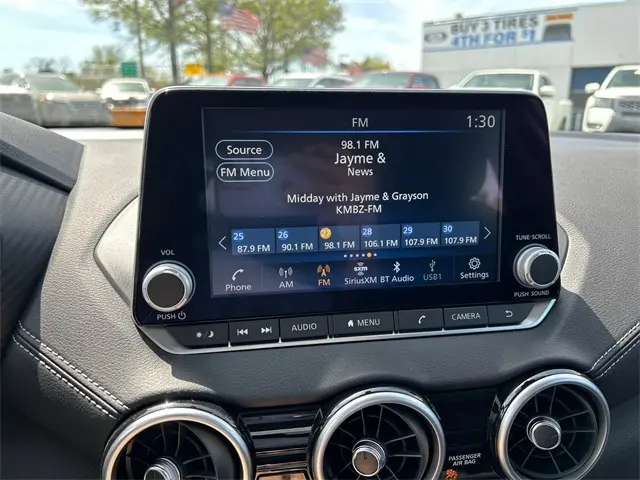 BUY 3 TIRES
4TH FOR $1
FM
1:30
Source
FM Menu
98.1 FM
Jayme &
News
Midday with Jayme & Grayson
KMBZ-FM
25
87.9 FM
26
90.1 FM
27
98.1 FM
28
106.1 FM
29
107.9 FM
30
107.9 FM
Phone
AM
FM
sxm
SiriusXM
BT Audio
USB1
Settings
VOL
PUSH
TUNE·SCROLL
PUSH SOUND
AUDIO
MENU
CAMERA
PASSENGER
AIR BAG